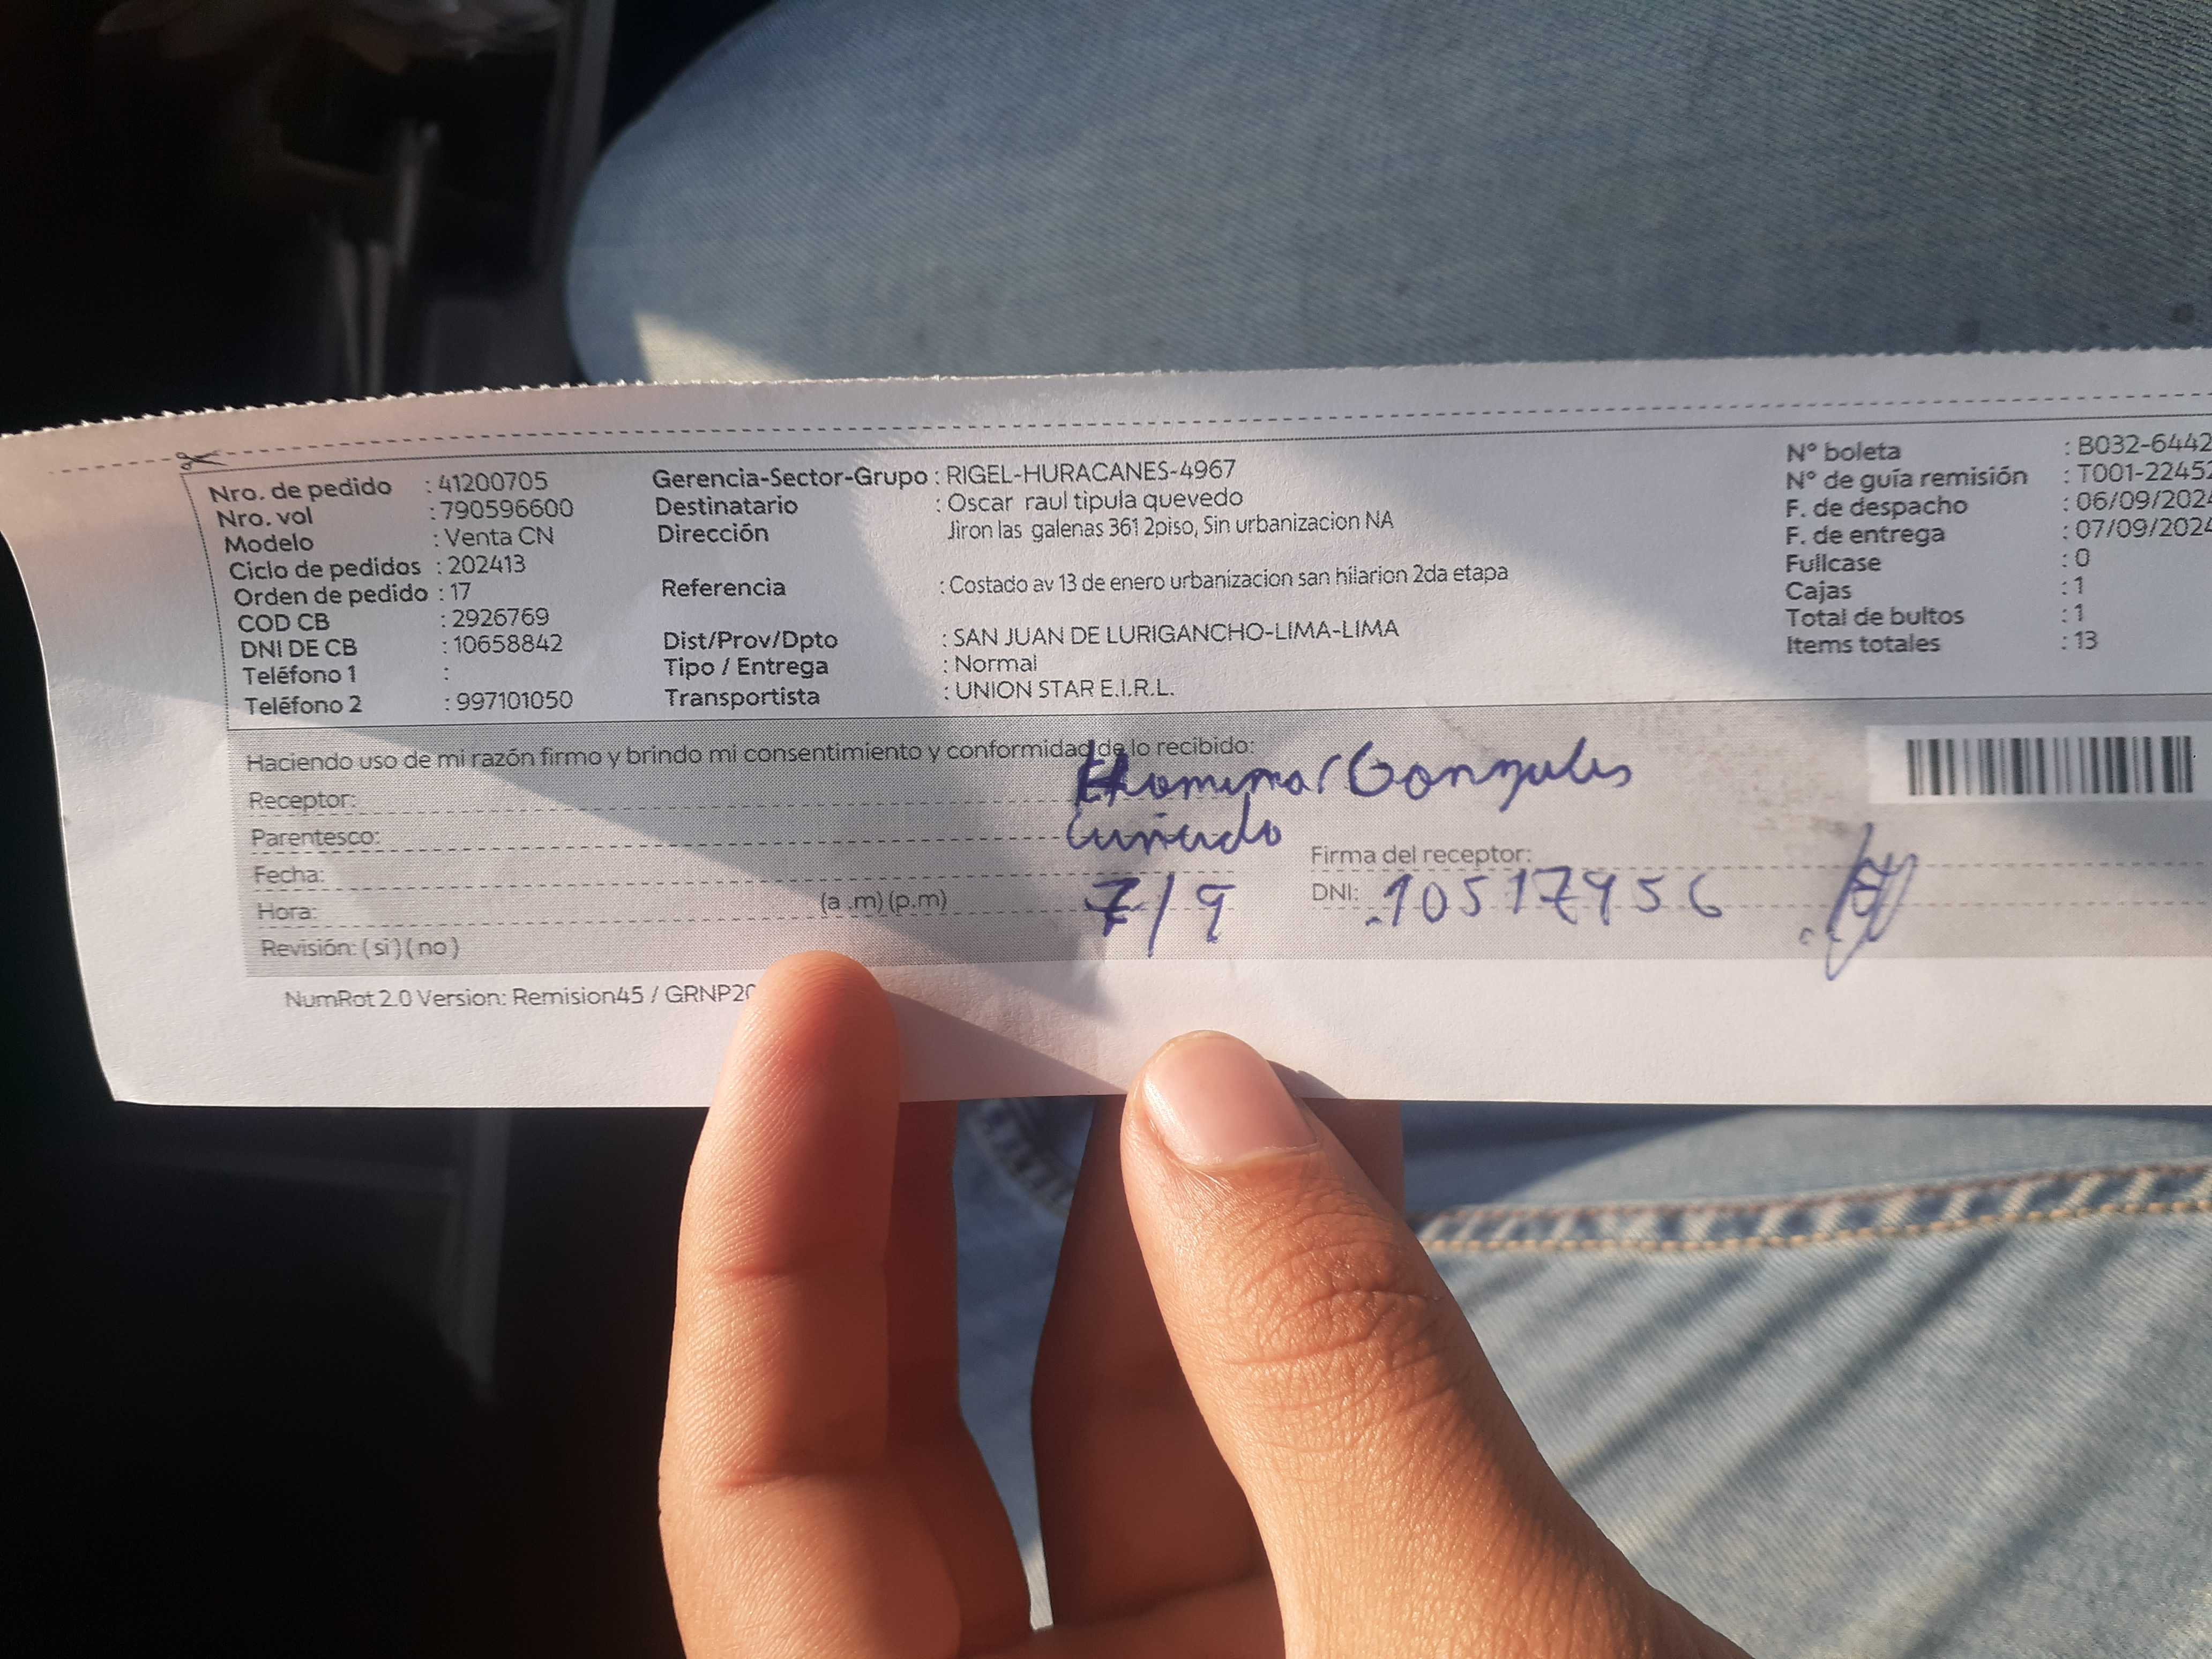 Nro. de pedido : 41200705
Nro. vol : 790596600
Modelo : Venta CN
Ciclo de pedidos : 202413
Orden de pedido : 17
COD CB : 2926769
DNI DE CB : 10658842
Teléfono 1 :
Teléfono 2 : 997101050
Gerencia-Sector-Grupo : RIGEL-HURACANES-4967
Destinatario : Oscar raul tipula quevedo
Dirección Jiron las galenas 361 2piso, Sin urbanizacion NA
Referencia : Costado av 13 de enero urbanizacion san hilarion 2da etapa
Dist/Prov/Dpto : SAN JUAN DE LURIGANCHO-LIMA-LIMA
Tipo / Entrega : Normal
Transportista : UNION STAR E.I.R.L.
N° boleta : B032-6442
N° de guía remisión : T001-22452
F. de despacho : 06/09/2024
F. de entrega : 07/09/2024
Fullcase : 0
Cajas : 1
Total de bultos : 1
Items totales : 13
Haciendo uso de mi razón firmo y brindo mi consentimiento y conformidad de lo recibido:
Receptor: Gonzales
Parentesco: Cuñado
Fecha: 7/9
Hora: (a .m) (p.m)
Revisión: ( si ) ( no )
Firma del receptor:
DNI: 10517956
NumRot 2.0 Version: Remision45 / GRNP20